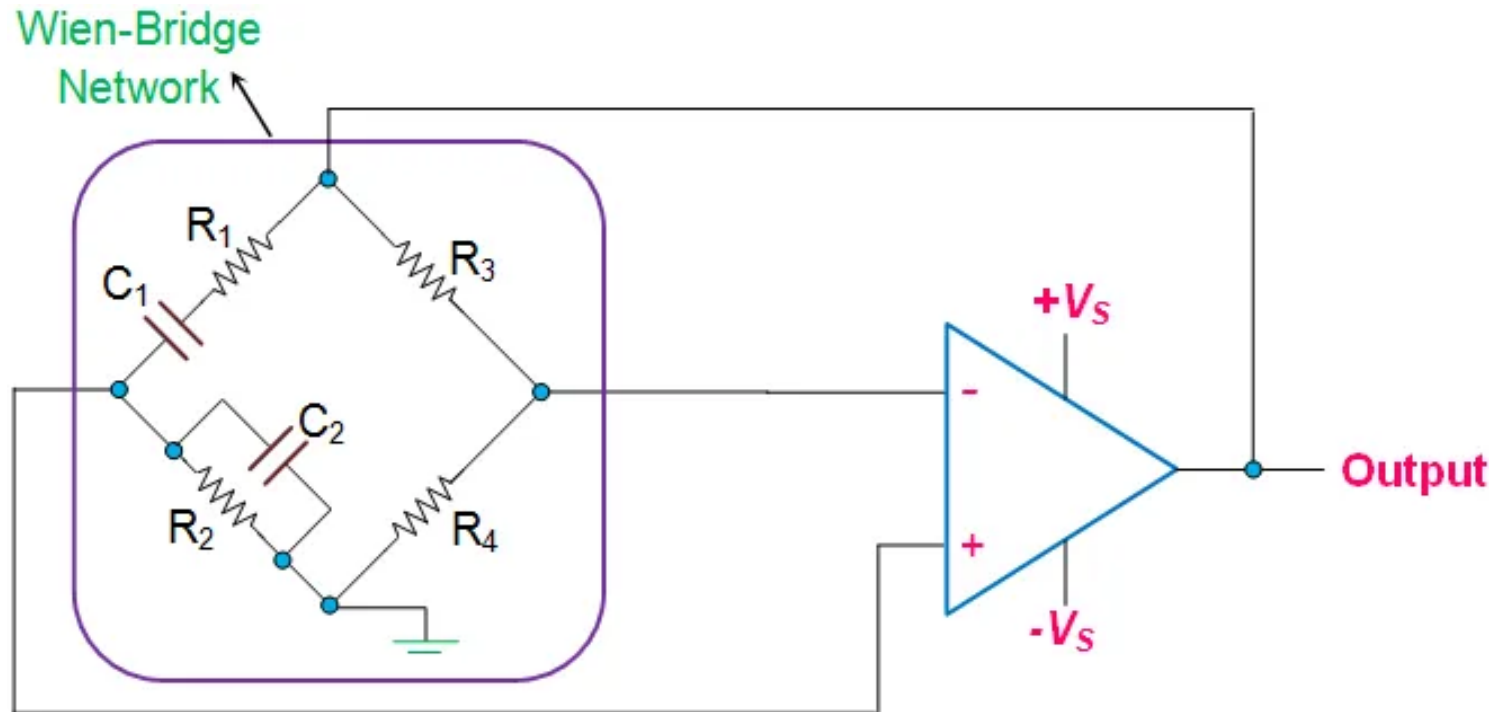 Wien-Bridge
Network
R₁
R₃
C₁
+Vₛ
-
C₂
Output
R₂
R₄
+
-Vₛ